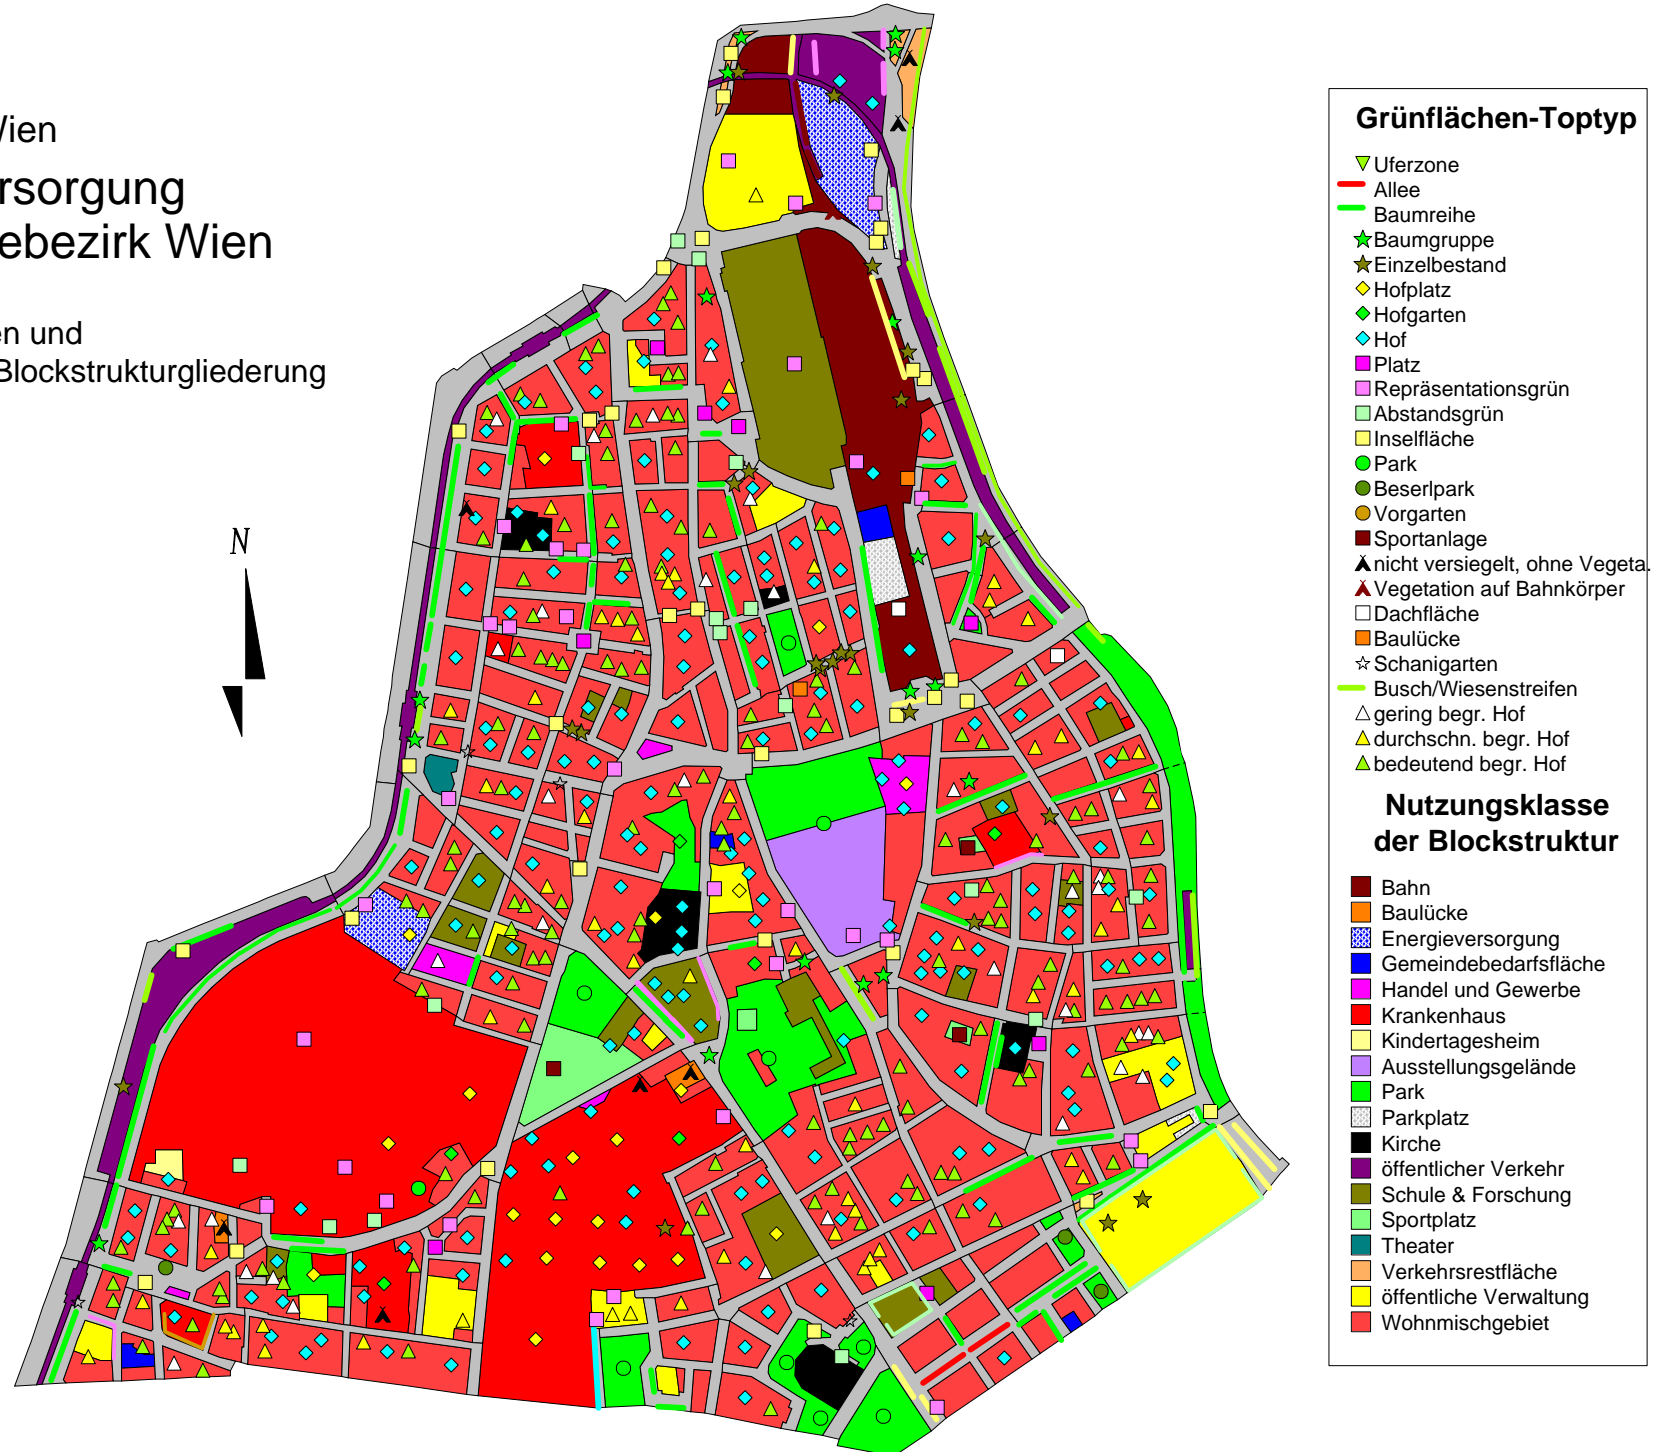 Wien
rsorgung
ebezirk Wien
en und
Blockstrukturgliederung
N
Grünflächen-Toptyp
Uferzone
Allee
Baumreihe
Baumgruppe
Einzelbestand
Hofplatz
Hofgarten
Hof
Platz
Repräsentationsgrün
Abstandsgrün
Inselfläche
Park
Beserlpark
Vorgarten
Sportanlage
nicht versiegelt, ohne Vegeta.
Vegetation auf Bahnkörper
Dachfläche
Baulücke
Schanigarten
Busch/Wiesenstreifen
gering begr. Hof
durchschn. begr. Hof
bedeutend begr. Hof
Nutzungsklasse
der Blockstruktur
Bahn
Baulücke
Energieversorgung
Gemeindebedarfsfläche
Handel und Gewerbe
Krankenhaus
Kindertagesheim
Ausstellungsgelände
Park
Parkplatz
Kirche
öffentlicher Verkehr
Schule & Forschung
Sportplatz
Theater
Verkehrsrestfläche
öffentliche Verwaltung
Wohnmischgebiet